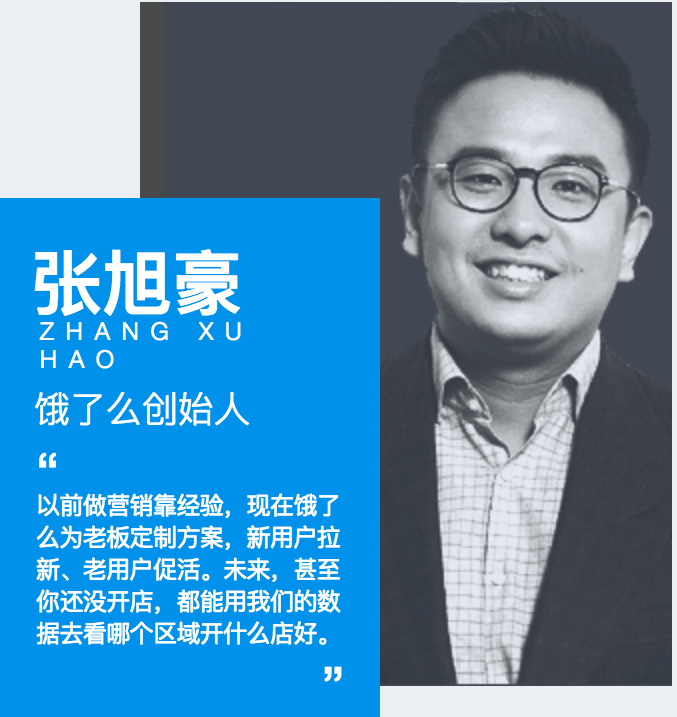 张旭豪
ZHANG XU
HAO
饿了么创始人
“
以前做营销靠经验，现在饿了
么为老板定制方案，新用户拉
新、老用户促活。未来，甚至
你还没开店，都能用我们的数
据去看哪个区域开什么店好。
”